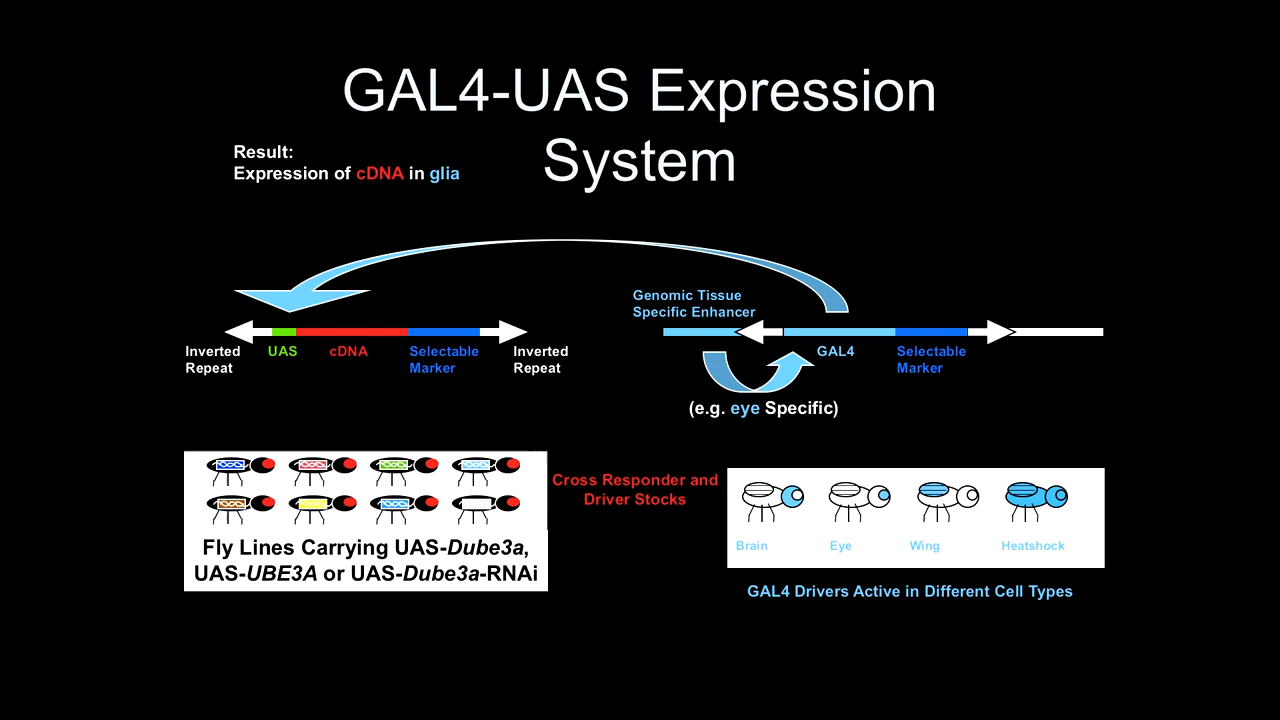 GAL4-UAS Expression
System
Result:
Expression of cDNA in glia
Genomic Tissue
Specific Enhancer
Inverted
Repeat
UAS
cDNA
Selectable
Marker
Inverted
Repeat
GAL4
Selectable
Marker
(e.g. eye Specific)
Cross Responder and
Driver Stocks
Fly Lines Carrying UAS-Dube3a,
UAS-UBE3A or UAS-Dube3a-RNAi
Brain
Eye
Wing
Heatshock
GAL4 Drivers Active in Different Cell Types